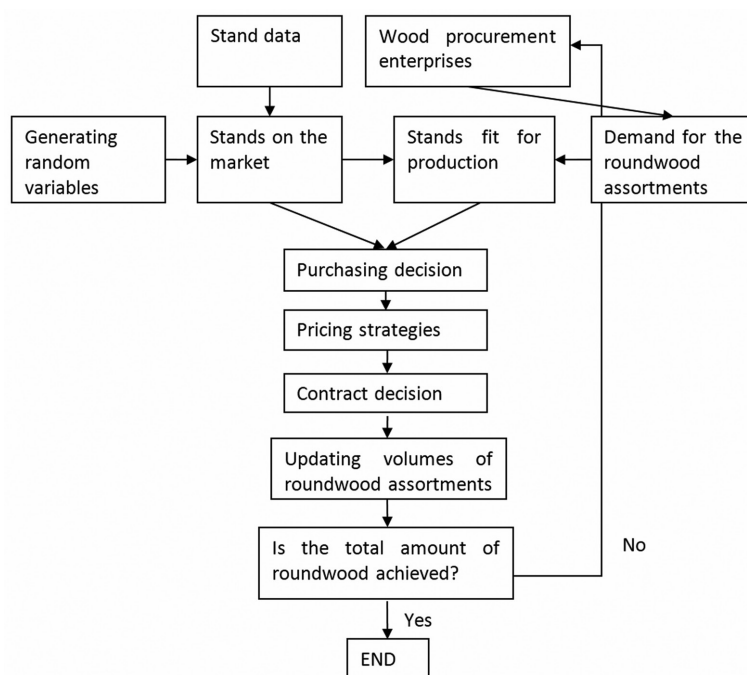 Stand data
Wood procurement
enterprises
Generating
random
variables
Stands on the
market
Stands fit for
production
Demand for the
roundwood
assortments
Purchasing decision
Pricing strategies
Contract decision
Updating volumes of
roundwood assortments
Is the total amount of
roundwood achieved?
No
Yes
END